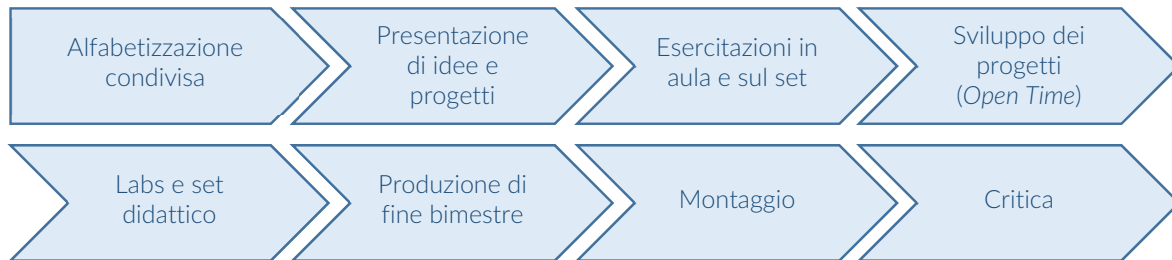 Alfabetizzazione
condivisa
Presentazione
di idee e
progetti
Esercitazioni in
aula e sul set
Sviluppo dei
progetti
(Open Time)
Labs e set
didattico
Produzione di
fine bimestre
Montaggio
Critica